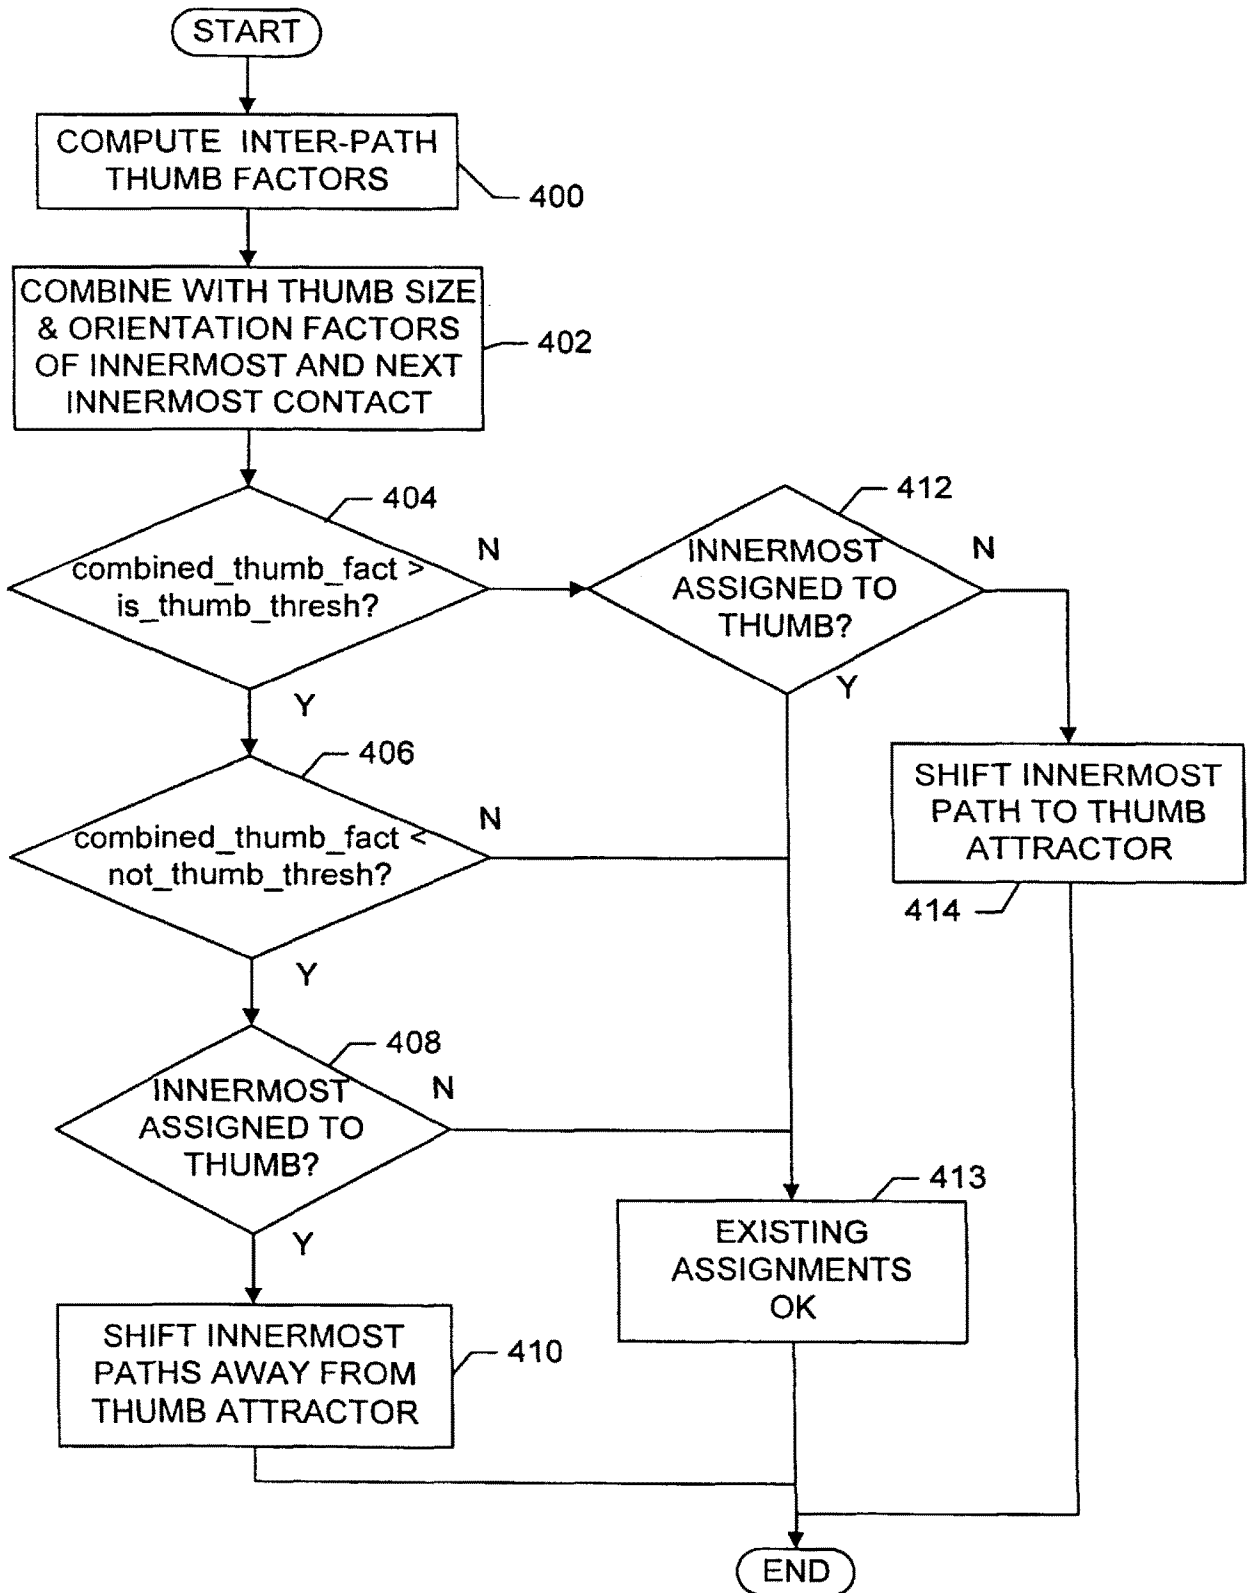 START
COMPUTE INTER-PATH
THUMB FACTORS
400
COMBINE WITH THUMB SIZE
& ORIENTATION FACTORS
OF INNERMOST AND NEXT
INNERMOST CONTACT
402
404
combined_thumb_fact >
is_thumb_thresh?
N
Y
412
INNERMOST
ASSIGNED TO
THUMB?
N
Y
406
combined_thumb_fact <
not_thumb_thresh?
N
Y
SHIFT INNERMOST
PATH TO THUMB
ATTRACTOR
414
408
INNERMOST
ASSIGNED TO
THUMB?
N
Y
413
EXISTING
ASSIGNMENTS
OK
SHIFT INNERMOST
PATHS AWAY FROM
THUMB ATTRACTOR
410
END